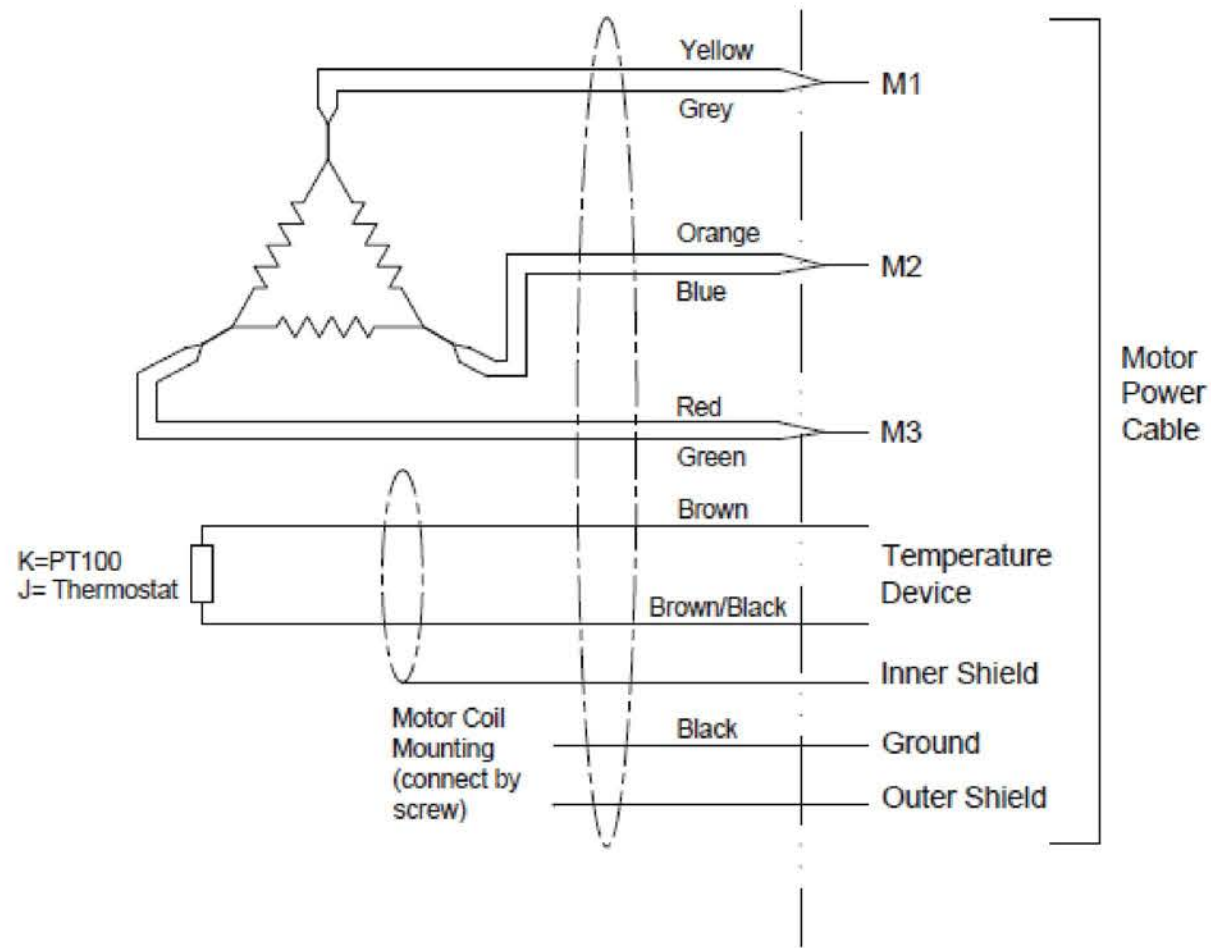 Yellow
M1
Grey
Orange
M2
Blue
Motor
Power
Cable
Red
M3
Green
Brown
K=PT100
J= Thermostat
Temperature
Device
Brown/Black
Inner Shield
Motor Coil
Mounting
(connect by
screw)
Black
Ground
Outer Shield